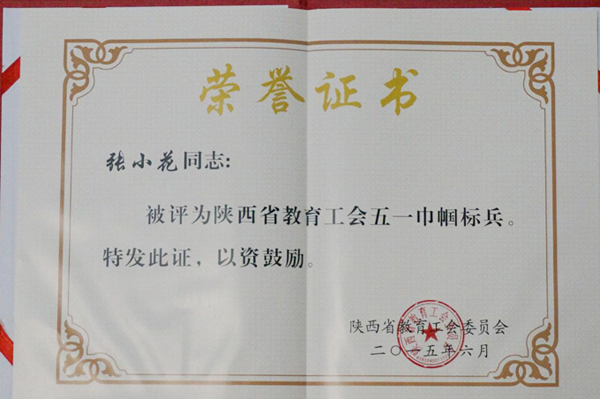 荣誉证书
张小花同志:
被评为陕西省教育工会五一巾帼标兵。
特发此证，以资鼓励。
陕西省教育工会委员会
二〇一五年六月